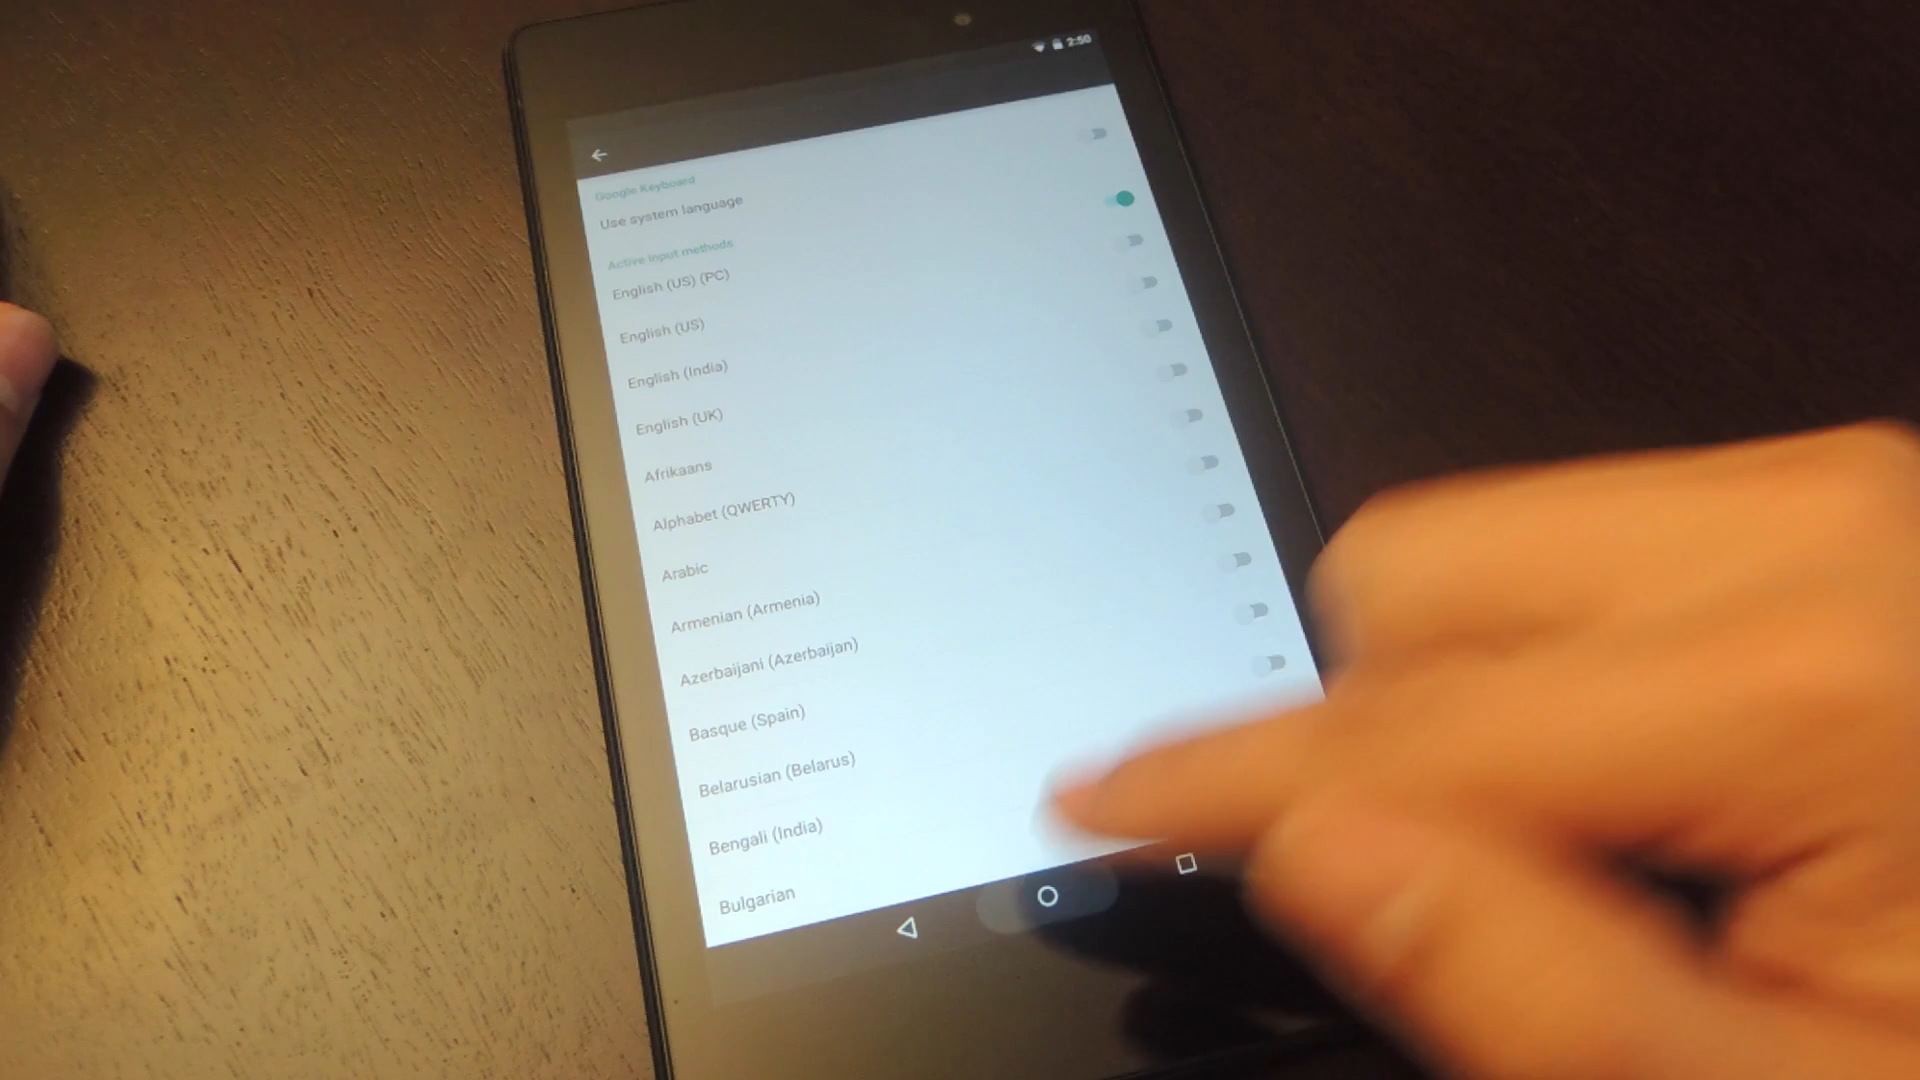 2:50
Google Keyboard
Use system language
Active input methods
English (US) (PC)
English (US)
English (India)
English (UK)
Afrikaans
Alphabet (QWERTY)
Arabic
Armenian (Armenia)
Azerbaijani (Azerbaijan)
Basque (Spain)
Belarusian (Belarus)
Bengali (India)
Bulgarian